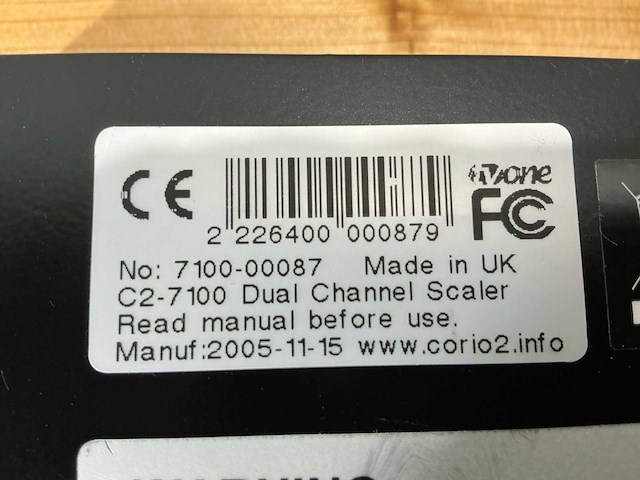 CE
tvone
FC
2 226400 000879
No: 7100-00087 Made in UK
C2-7100 Dual Channel Scaler
Read manual before use.
Manuf:2005-11-15 www.corio2.info
WARNING